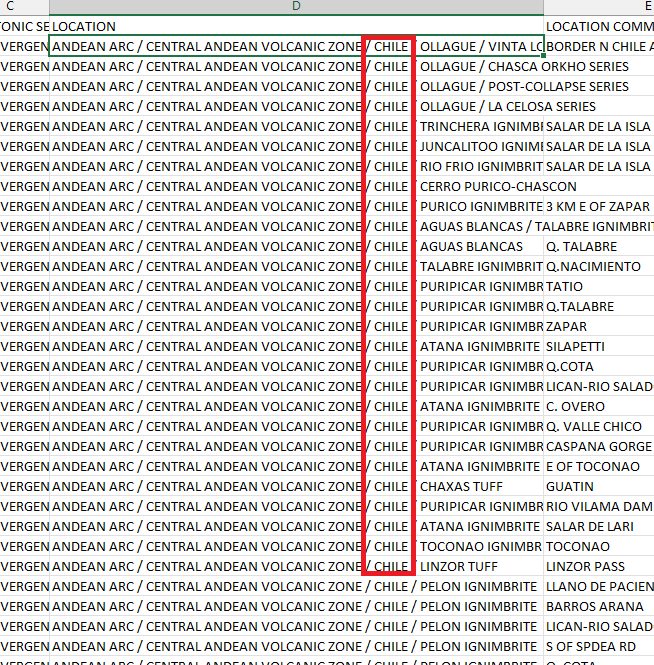 C D E
TONIC SE LOCATION LOCATION COMM
VERGEN ANDEAN ARC / CENTRAL ANDEAN VOLCANIC ZONE / CHILE / OLLAGUE / VINTA LO BORDER N CHILE A
VERGEN ANDEAN ARC / CENTRAL ANDEAN VOLCANIC ZONE / CHILE / OLLAGUE / CHASCA ORKHO SERIES
VERGEN ANDEAN ARC / CENTRAL ANDEAN VOLCANIC ZONE / CHILE / OLLAGUE / POST-COLLAPSE SERIES
VERGEN ANDEAN ARC / CENTRAL ANDEAN VOLCANIC ZONE / CHILE / OLLAGUE / LA CELOSA SERIES
VERGEN ANDEAN ARC / CENTRAL ANDEAN VOLCANIC ZONE / CHILE / TRINCHERA IGNIMBR SALAR DE LA ISLA
VERGEN ANDEAN ARC / CENTRAL ANDEAN VOLCANIC ZONE / CHILE / JUNCALITOO IGNIME SALAR DE LA ISLA
VERGEN ANDEAN ARC / CENTRAL ANDEAN VOLCANIC ZONE / CHILE / RIO FRIO IGNIMBRIT SALAR DE LA ISLA
VERGEN ANDEAN ARC / CENTRAL ANDEAN VOLCANIC ZONE / CHILE / CERRO PURICO-CHASCON
VERGEN ANDEAN ARC / CENTRAL ANDEAN VOLCANIC ZONE / CHILE / PURICO IGNIMBRITE 3 KM E OF ZAPAR
VERGEN ANDEAN ARC / CENTRAL ANDEAN VOLCANIC ZONE / CHILE / AGUAS BLANCAS / TALABRE IGNIMBRIT
VERGEN ANDEAN ARC / CENTRAL ANDEAN VOLCANIC ZONE / CHILE / AGUAS BLANCAS Q. TALABRE
VERGEN ANDEAN ARC / CENTRAL ANDEAN VOLCANIC ZONE / CHILE / TALABRE IGNIMBRIT Q.NACIMIENTO
VERGEN ANDEAN ARC / CENTRAL ANDEAN VOLCANIC ZONE / CHILE / PURIPICAR IGNIMBR TATIO
VERGEN ANDEAN ARC / CENTRAL ANDEAN VOLCANIC ZONE / CHILE / PURIPICAR IGNIMBR Q.TALABRE
VERGEN ANDEAN ARC / CENTRAL ANDEAN VOLCANIC ZONE / CHILE / PURIPICAR IGNIMBR ZAPAR
VERGEN ANDEAN ARC / CENTRAL ANDEAN VOLCANIC ZONE / CHILE / ATANA IGNIMBRITE SILAPETTI
VERGEN ANDEAN ARC / CENTRAL ANDEAN VOLCANIC ZONE / CHILE / PURIPICAR IGNIMBR Q.COTA
VERGEN ANDEAN ARC / CENTRAL ANDEAN VOLCANIC ZONE / CHILE / PURIPICAR IGNIMBR LICAN-RIO SALAD
VERGEN ANDEAN ARC / CENTRAL ANDEAN VOLCANIC ZONE / CHILE / ATANA IGNIMBRITE C. OVERO
VERGEN ANDEAN ARC / CENTRAL ANDEAN VOLCANIC ZONE / CHILE / PURIPICAR IGNIMBR Q. VALLE CHICO
VERGEN ANDEAN ARC / CENTRAL ANDEAN VOLCANIC ZONE / CHILE / PURIPICAR IGNIMBR CASPANA GORGE
VERGEN ANDEAN ARC / CENTRAL ANDEAN VOLCANIC ZONE / CHILE / ATANA IGNIMBRITE E OF TOCONAO
VERGEN ANDEAN ARC / CENTRAL ANDEAN VOLCANIC ZONE / CHILE / CHAXAS TUFF GUATIN
VERGEN ANDEAN ARC / CENTRAL ANDEAN VOLCANIC ZONE / CHILE / PURIPICAR IGNIMBR RIO VILAMA DAM
VERGEN ANDEAN ARC / CENTRAL ANDEAN VOLCANIC ZONE / CHILE / ATANA IGNIMBRITE SALAR DE LARI
VERGEN ANDEAN ARC / CENTRAL ANDEAN VOLCANIC ZONE / CHILE / TOCONAO IGNIMBR TOCONAO
VERGEN ANDEAN ARC / CENTRAL ANDEAN VOLCANIC ZONE / CHILE / LINZOR TUFF LINZOR PASS
VERGEN ANDEAN ARC / CENTRAL ANDEAN VOLCANIC ZONE / CHILE / PELON IGNIMBRITE LLANO DE PACIEN
VERGEN ANDEAN ARC / CENTRAL ANDEAN VOLCANIC ZONE / CHILE / PELON IGNIMBRITE BARROS ARANA
VERGEN ANDEAN ARC / CENTRAL ANDEAN VOLCANIC ZONE / CHILE / PELON IGNIMBRITE LICAN-RIO SALAD
VERGEN ANDEAN ARC / CENTRAL ANDEAN VOLCANIC ZONE / CHILE / PELON IGNIMBRITE S OF SPDEA RD